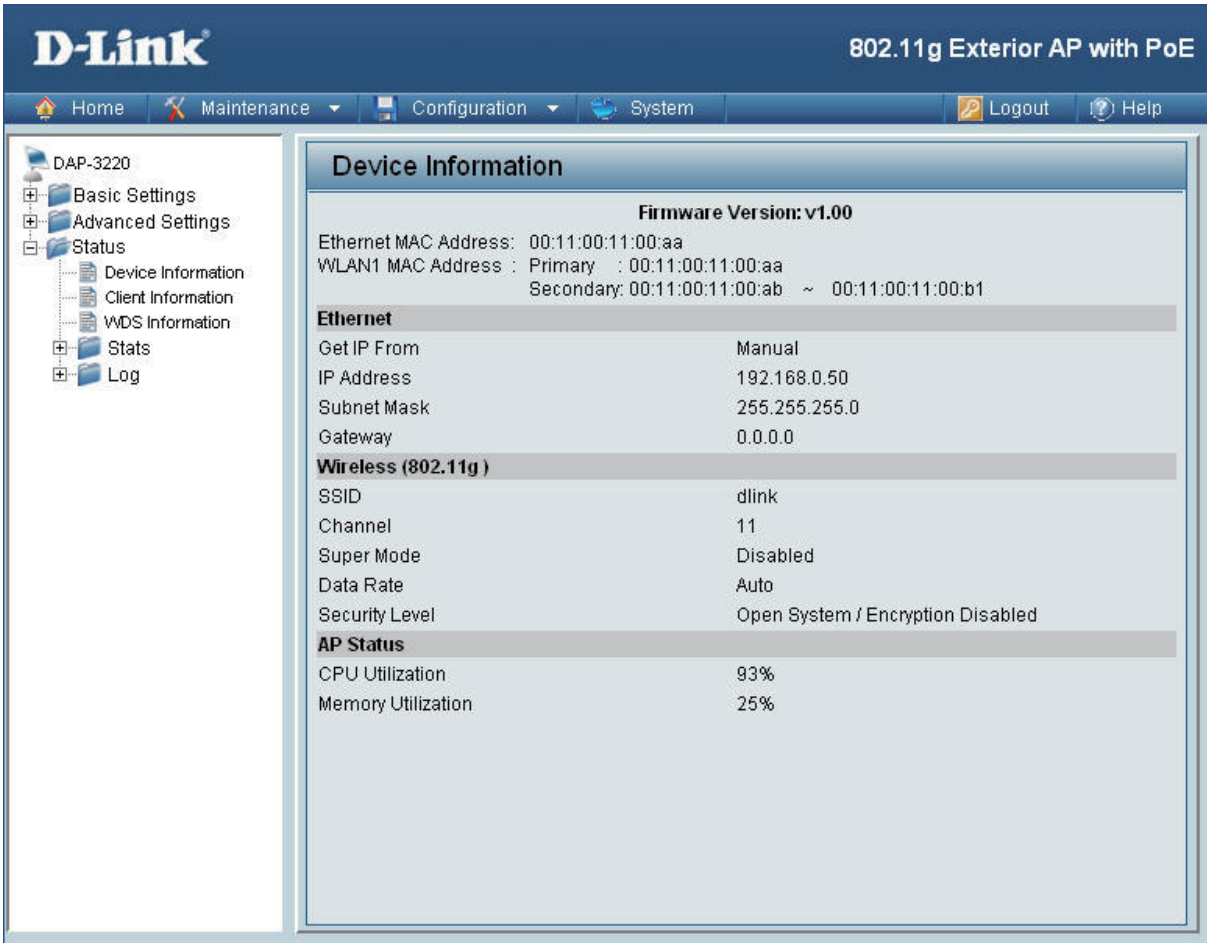 D-Link
802.11g Exterior AP with PoE
Home Maintenance Configuration System Logout Help
DAP-3220
Basic Settings
Advanced Settings
Status
Device Information
Client Information
WDS Information
Stats
Log
Device Information
Firmware Version: v1.00
Ethernet MAC Address: 00:11:00:11:00:aa
WLAN1 MAC Address : Primary : 00:11:00:11:00:aa
Secondary: 00:11:00:11:00:ab ~ 00:11:00:11:00:b1
Ethernet
Get IP From Manual
IP Address 192.168.0.50
Subnet Mask 255.255.255.0
Gateway 0.0.0.0
Wireless (802.11g )
SSID dlink
Channel 11
Super Mode Disabled
Data Rate Auto
Security Level Open System / Encryption Disabled
AP Status
CPU Utilization 93%
Memory Utilization 25%